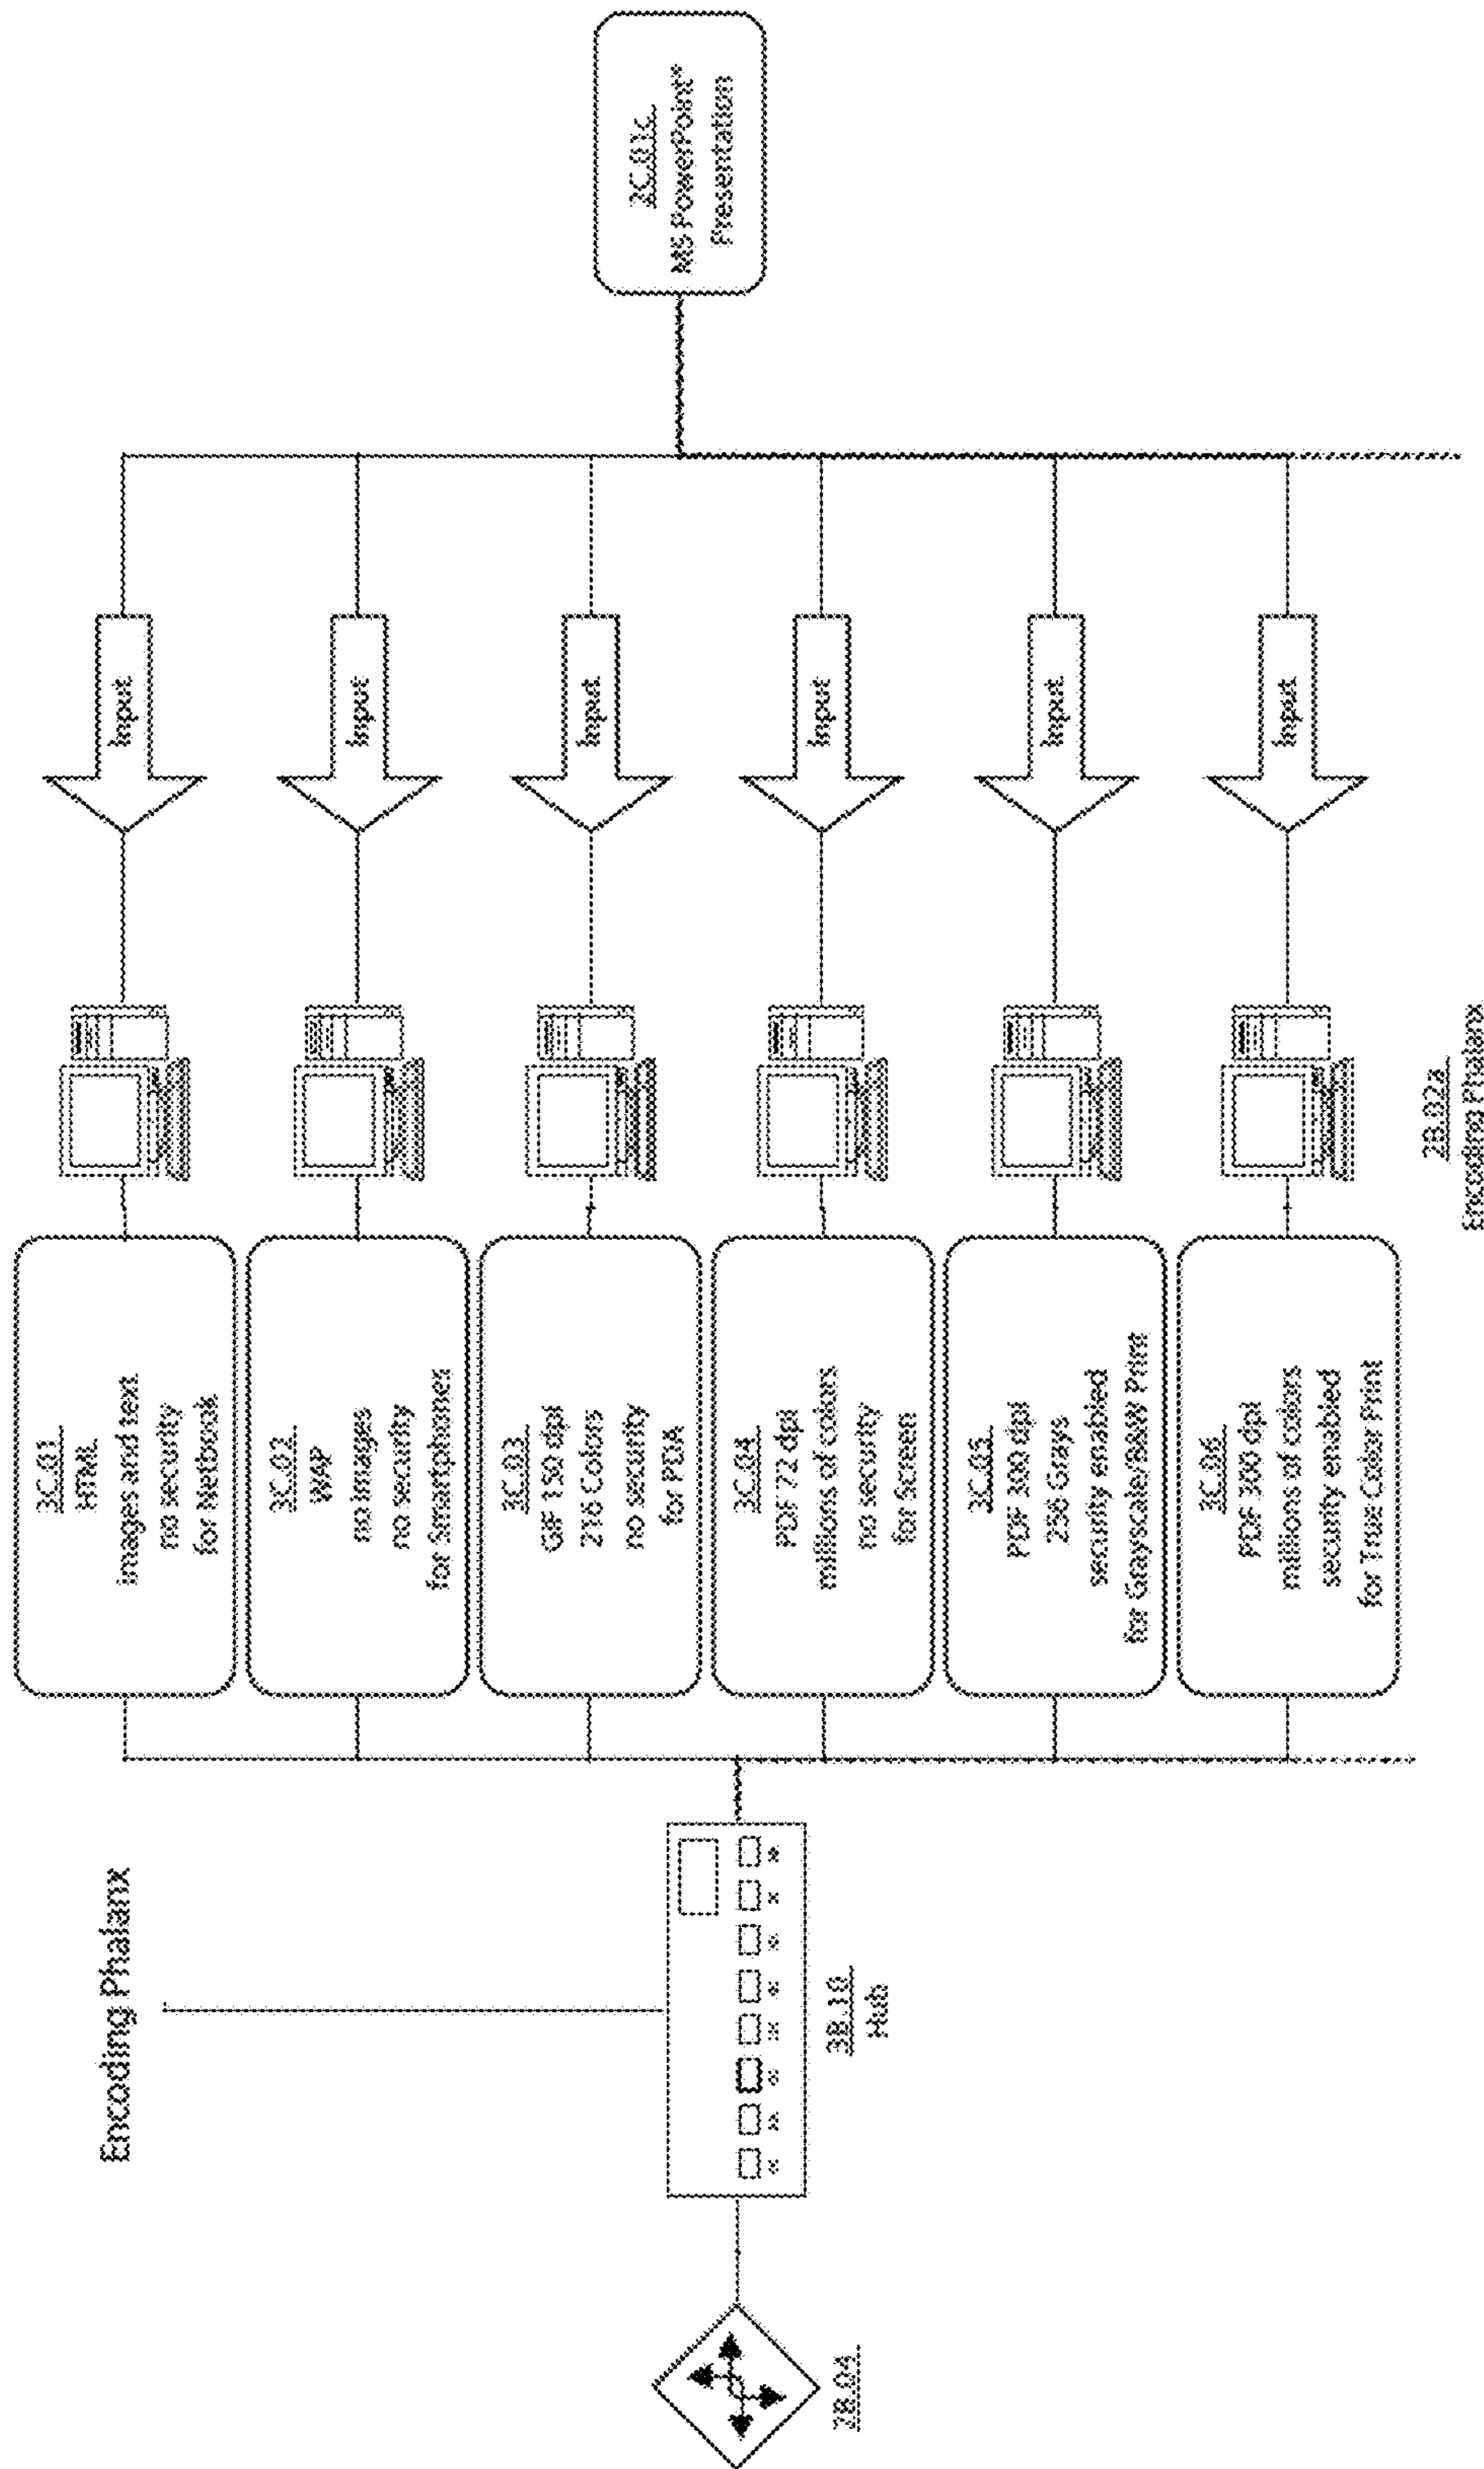 Encoding Phalanx
2B.04
3B.10
Hub
3C.01
HTML
images and text
no security
for Netbook
3C.02
WAP
no images
no security
for Smartphones
3C.03
GIF 150 dpi
216 Colors
no security
for PDA
3C.04
PDF 72 dpi
millions of colors
no security
for Screen
3C.05
PDF 300 dpi
256 Grays
security enabled
for Grayscale/B&W Print
3C.06
PDF 300 dpi
millions of colors
security enabled
for True Color Print
2B.02a
Encoding Phalanx
Input
Input
Input
Input
Input
Input
MS PowerPoint®
Presentation